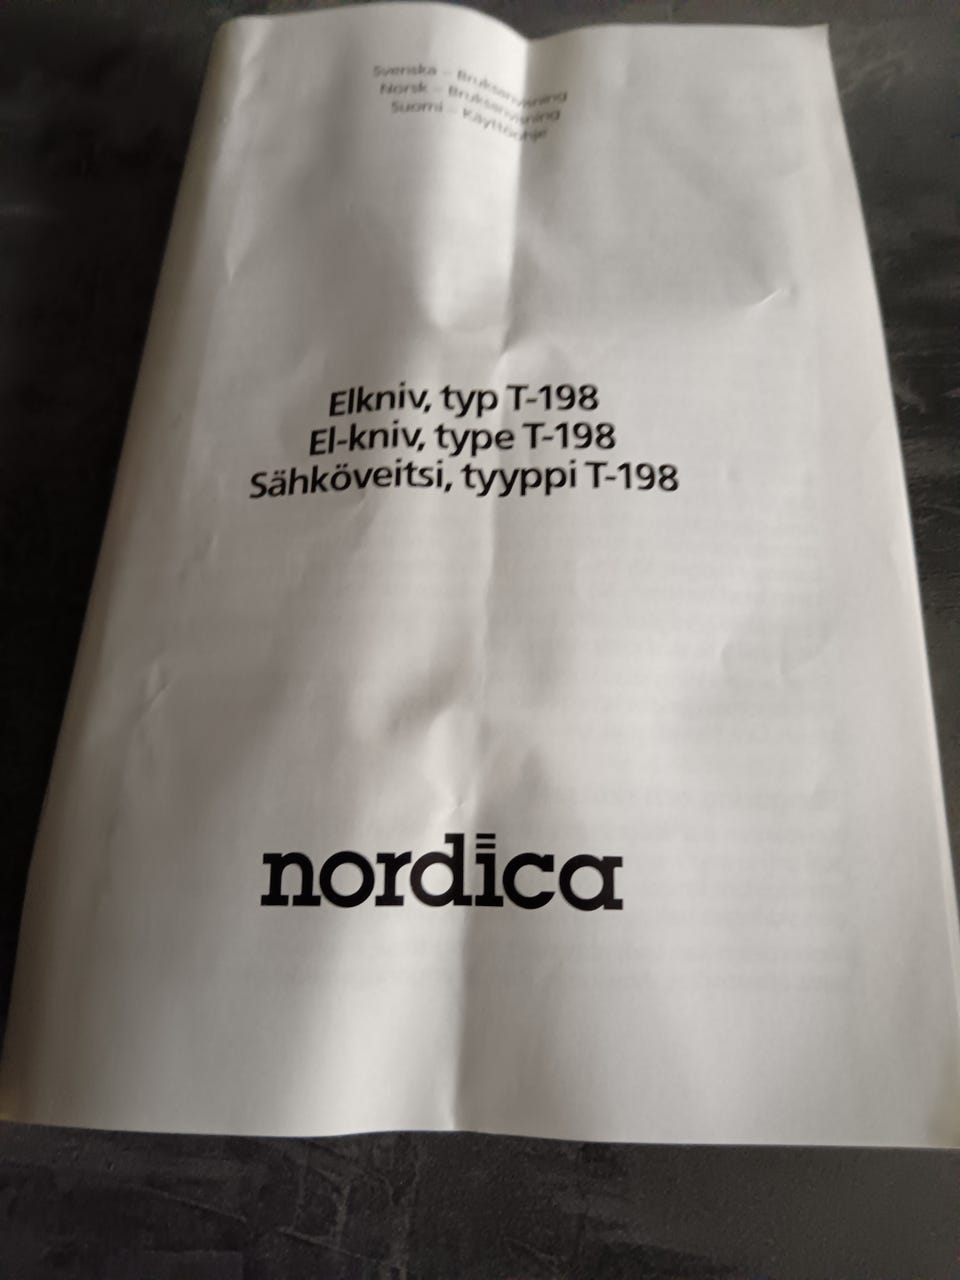 Svenska – Bruksanvisning
Norsk – Bruksanvisning
Suomi – Käyttöohje
Elkniv, typ T-198
El-kniv, type T-198
Sähköveitsi, tyyppi T-198
nordica